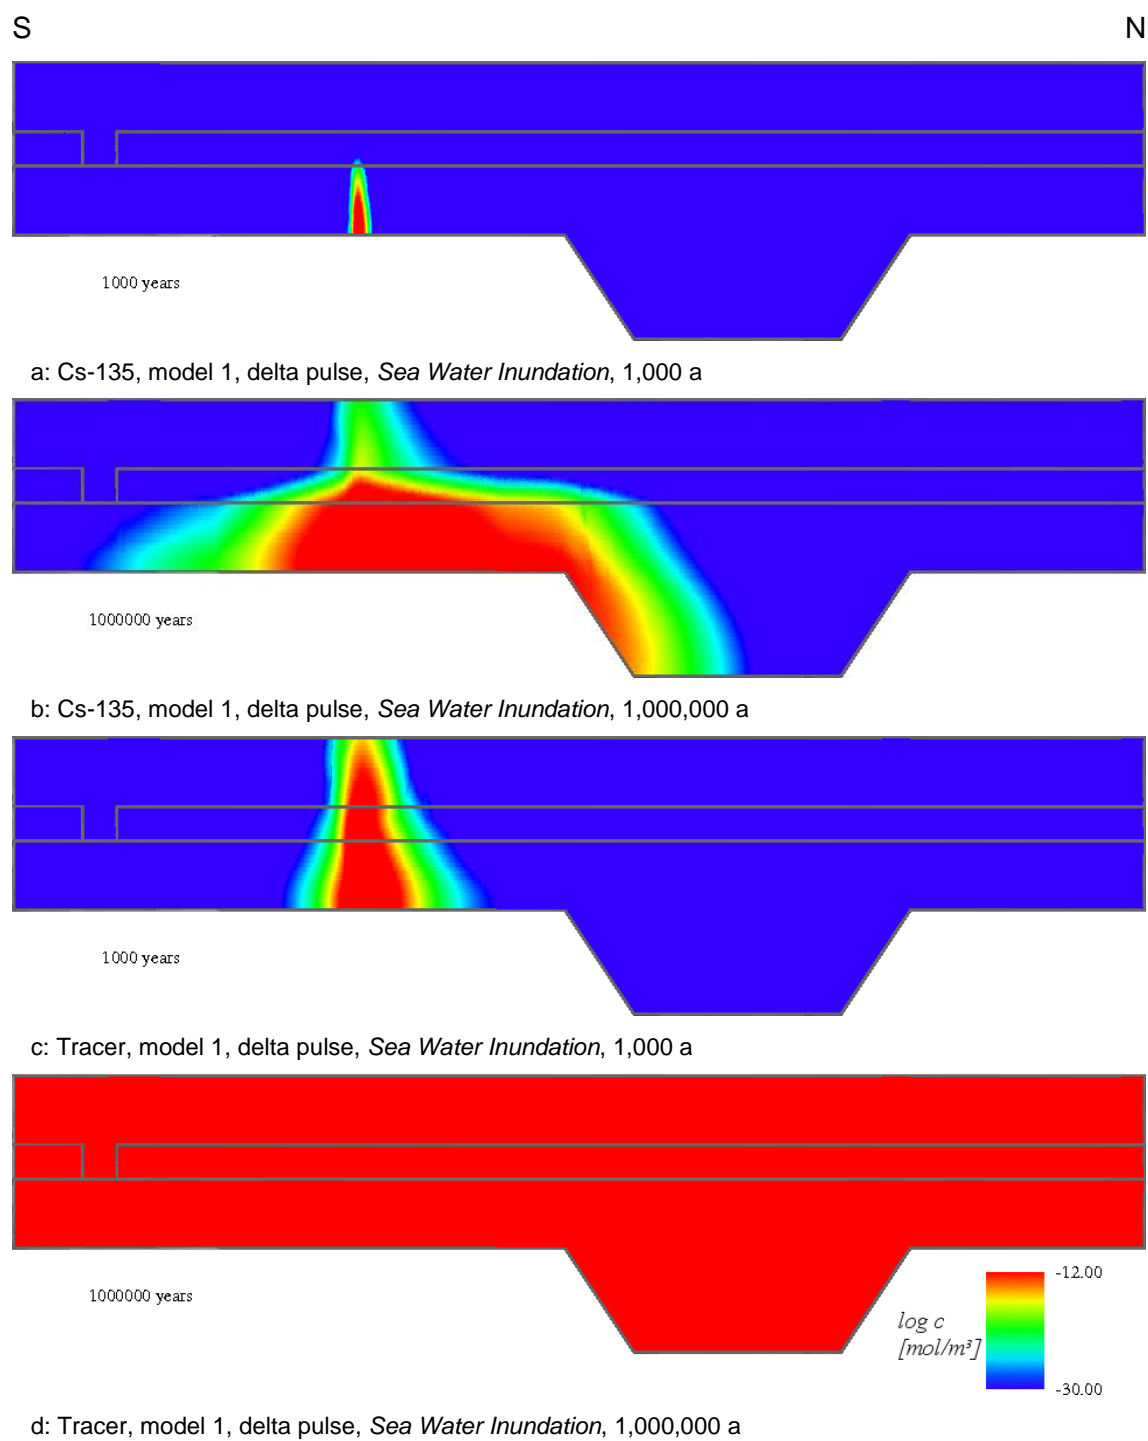 S
N
1000 years
a: Cs-135, model 1, delta pulse, Sea Water Inundation, 1,000 a
1000000 years
b: Cs-135, model 1, delta pulse, Sea Water Inundation, 1,000,000 a
1000 years
c: Tracer, model 1, delta pulse, Sea Water Inundation, 1,000 a
1000000 years
-12.00
log c
[mol/m³]
-30.00
d: Tracer, model 1, delta pulse, Sea Water Inundation, 1,000,000 a